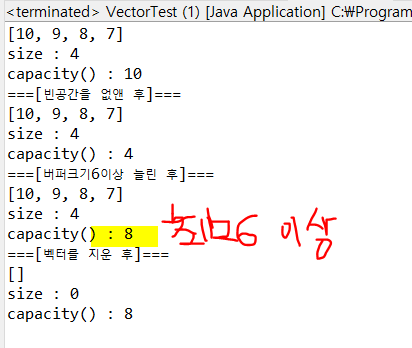 <terminated> VectorTest (1) [Java Application] C:₩Program
[10, 9, 8, 7]
size : 4
capacity() : 10
===[빈공간을 없앤 후]===
[10, 9, 8, 7]
size : 4
capacity() : 4
===[버퍼크기6이상 늘린 후]===
[10, 9, 8, 7]
size : 4
capacity() : 8 6 이상
===[벡터를 지운 후]===
[]
size : 0
capacity() : 8